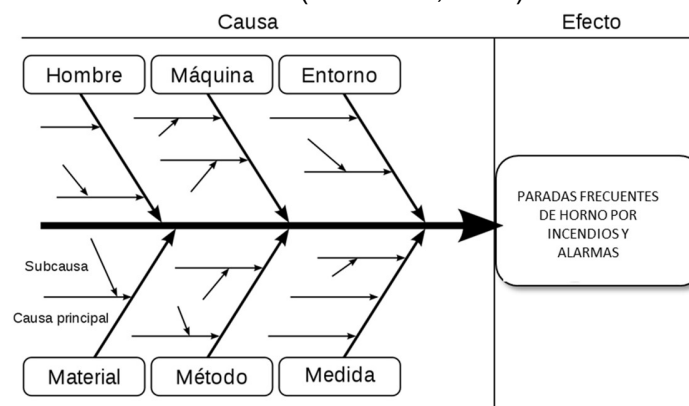 Causa
Efecto
Hombre
Máquina
Entorno
PARADAS FRECUENTES
DE HORNO POR
INCENDIOS Y
ALARMAS
Subcausa
Causa principal
Material
Método
Medida